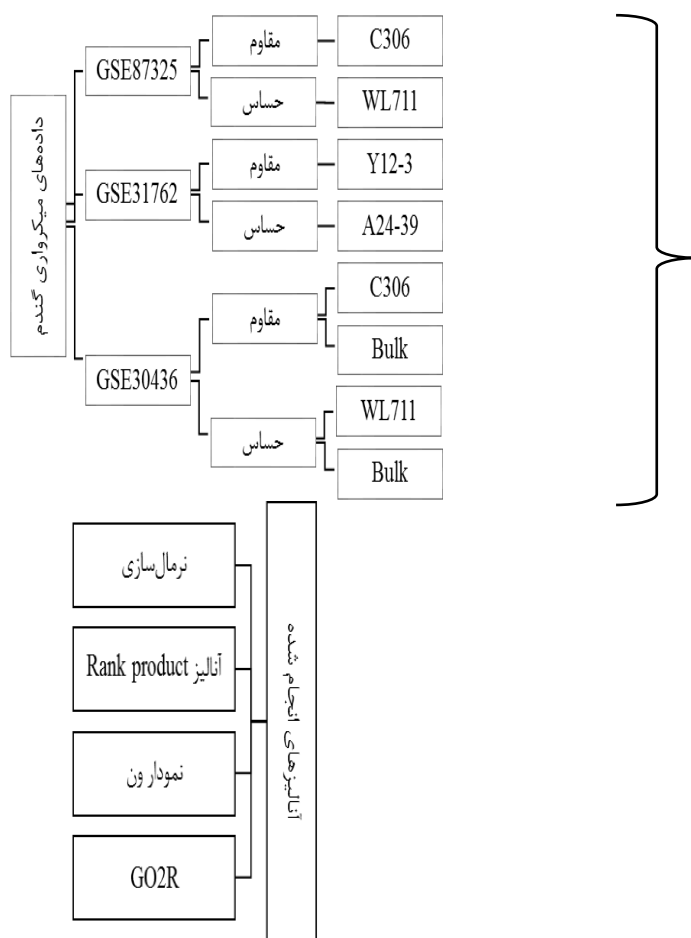 داده‌های میکرواری گندم
GSE87325
مقاوم
C306
حساس
WL711
GSE31762
مقاوم
Y12-3
حساس
A24-39
GSE30436
مقاوم
C306
Bulk
حساس
WL711
Bulk
آنالیزهای انجام شده
نرمال‌سازی
آنالیز Rank product
نمودار ون
GO2R